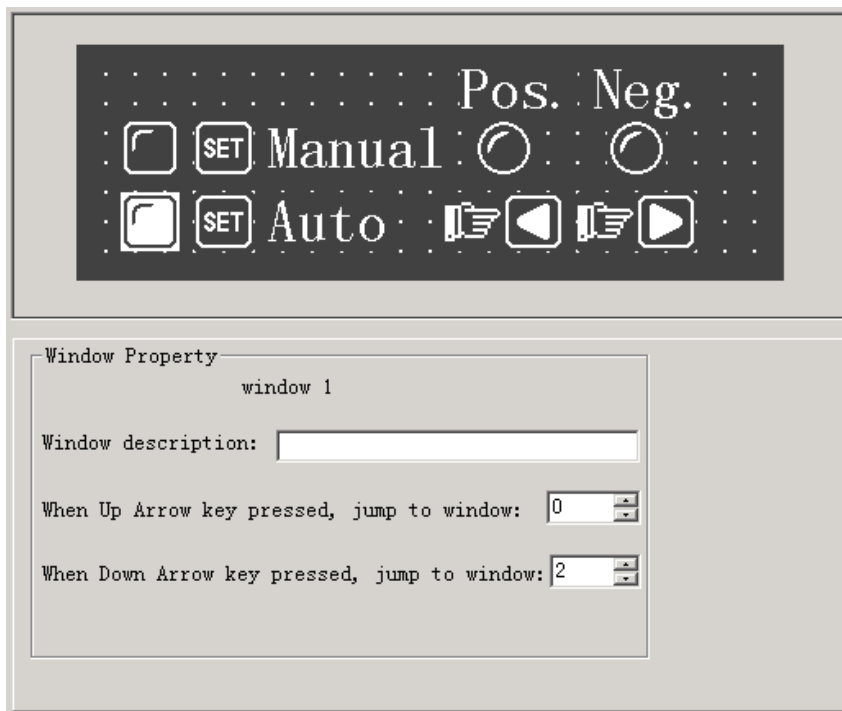 Pos. Neg.
SET Manual
SET Auto
Window Property
window 1
Window description:
When Up Arrow key pressed, jump to window: 0
When Down Arrow key pressed, jump to window: 2